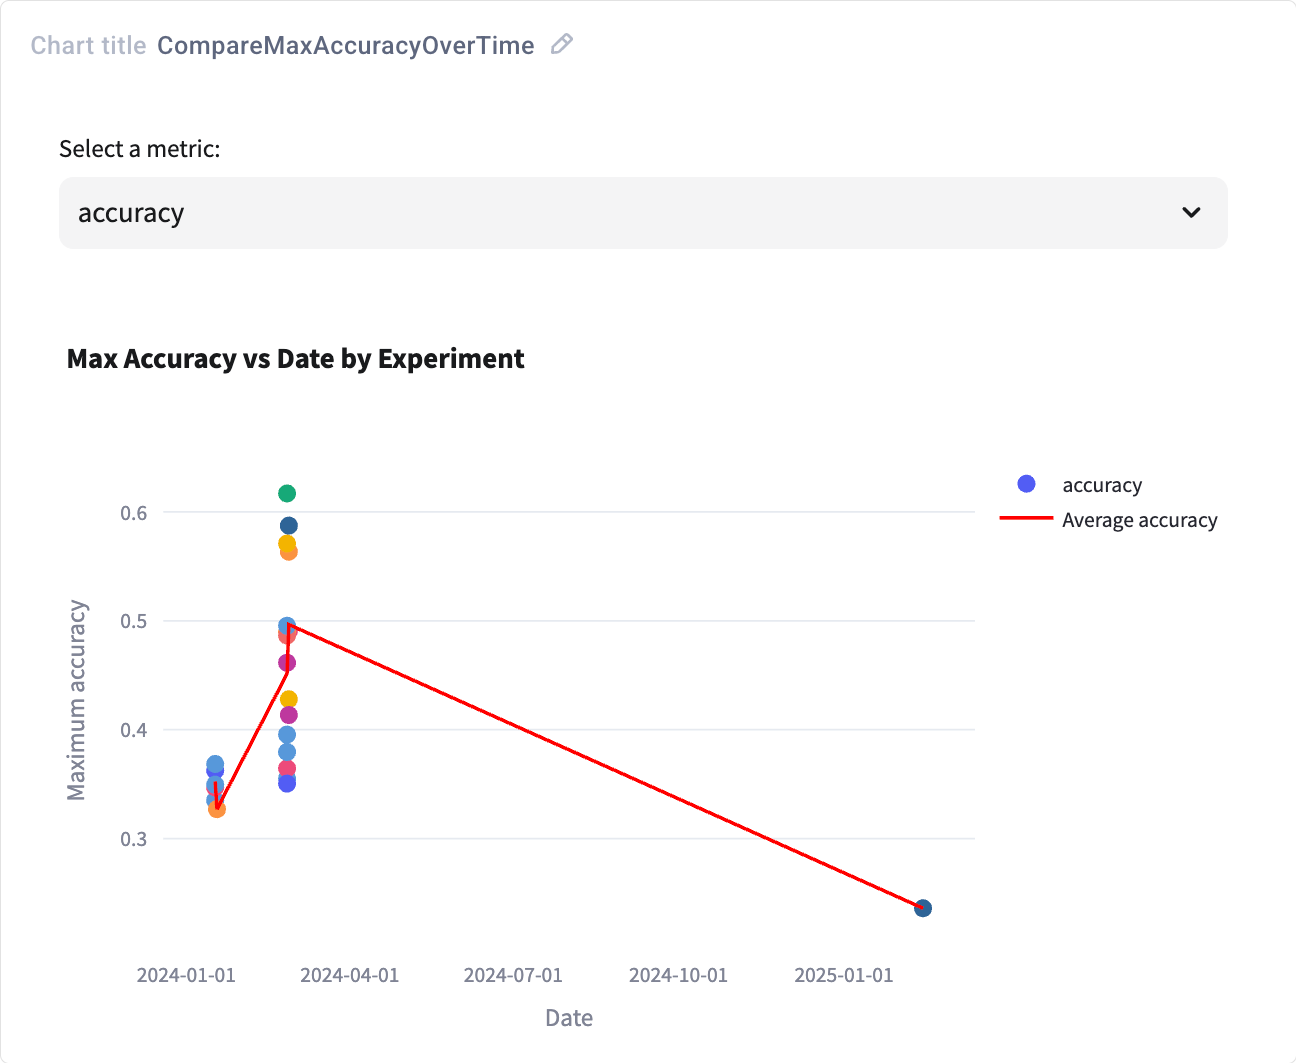 Chart title CompareMaxAccuracyOverTime
Select a metric:
accuracy
Max Accuracy vs Date by Experiment
accuracy
Average accuracy
Maximum accuracy
0.6
0.5
0.4
0.3
2024-01-01 2024-04-01 2024-07-01 2024-10-01 2025-01-01
Date